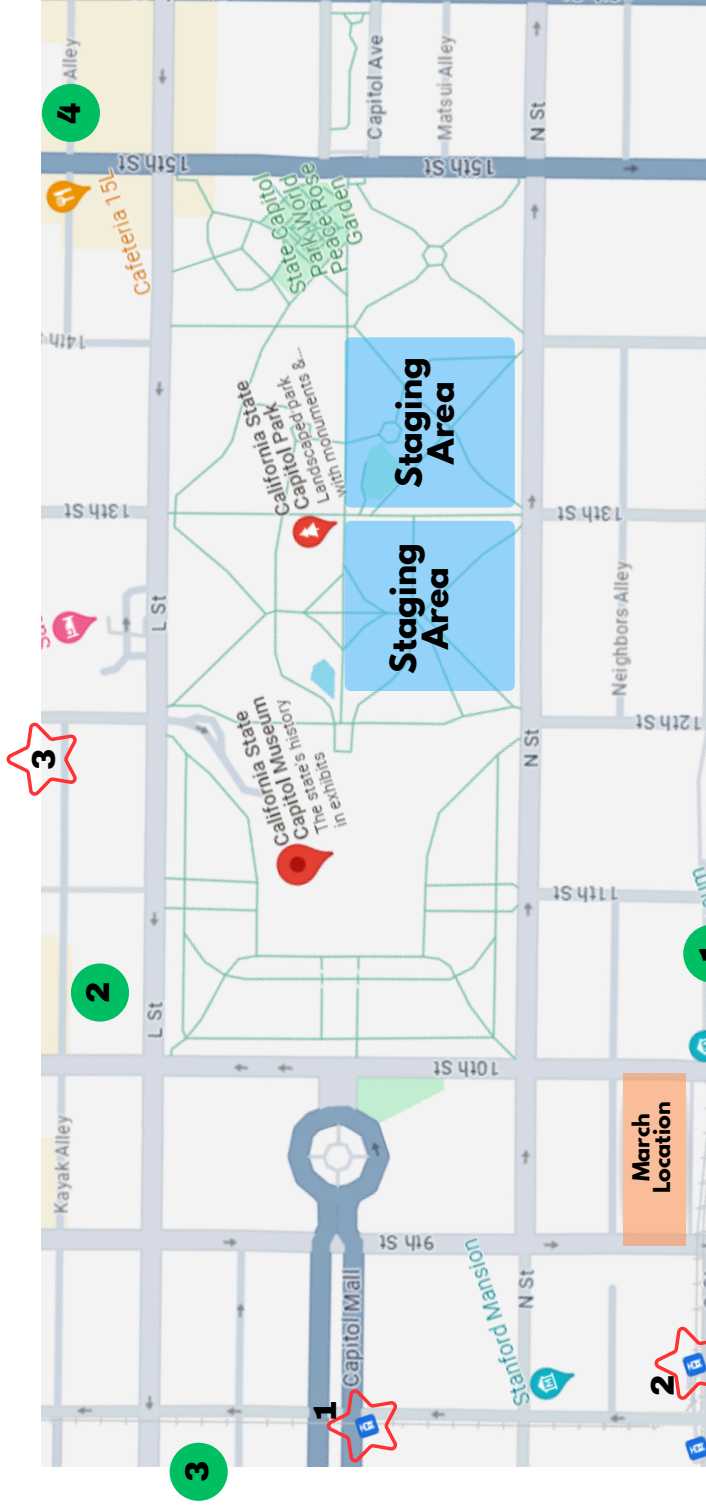 3
4
Kayak Alley
2
Alley
14th
Cafeteria 15L
L St
L St
13th St
15th St
3
California State
Capitol Museum
The state's history
in exhibits
California State
Capitol Park
Landscaped park
with monuments &...
State Capitol
Park World
Peace Rose
Garden
1
Capitol Mall
9th St
Staging
Area
Staging
Area
Capitol Ave
Matsui Alley
10th St
15th St
Stanford Mansion
N St
N St
N St
11th St
12th St
13th St
Neighbors Alley
March
Location
2
1